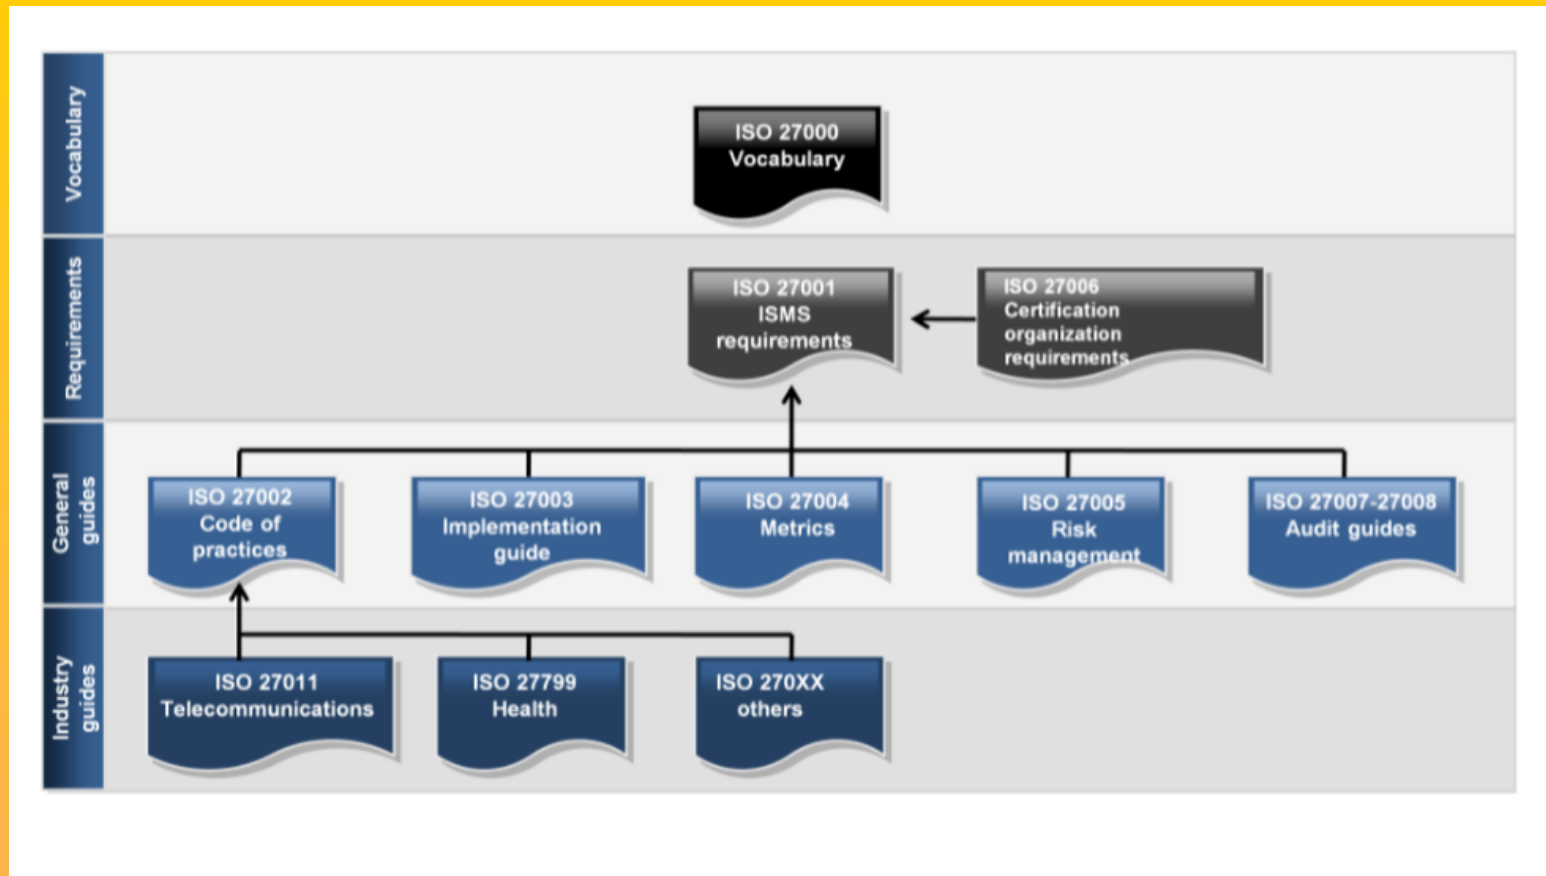 Vocabulary
ISO 27000
Vocabulary
Requirements
ISO 27001
ISMS
requirements
ISO 27006
Certification
organization
requirements
General
guides
ISO 27002
Code of
practices
ISO 27003
Implementation
guide
ISO 27004
Metrics
ISO 27005
Risk
management
ISO 27007-27008
Audit guides
Industry
guides
ISO 27011
Telecommunications
ISO 27799
Health
ISO 270XX
others